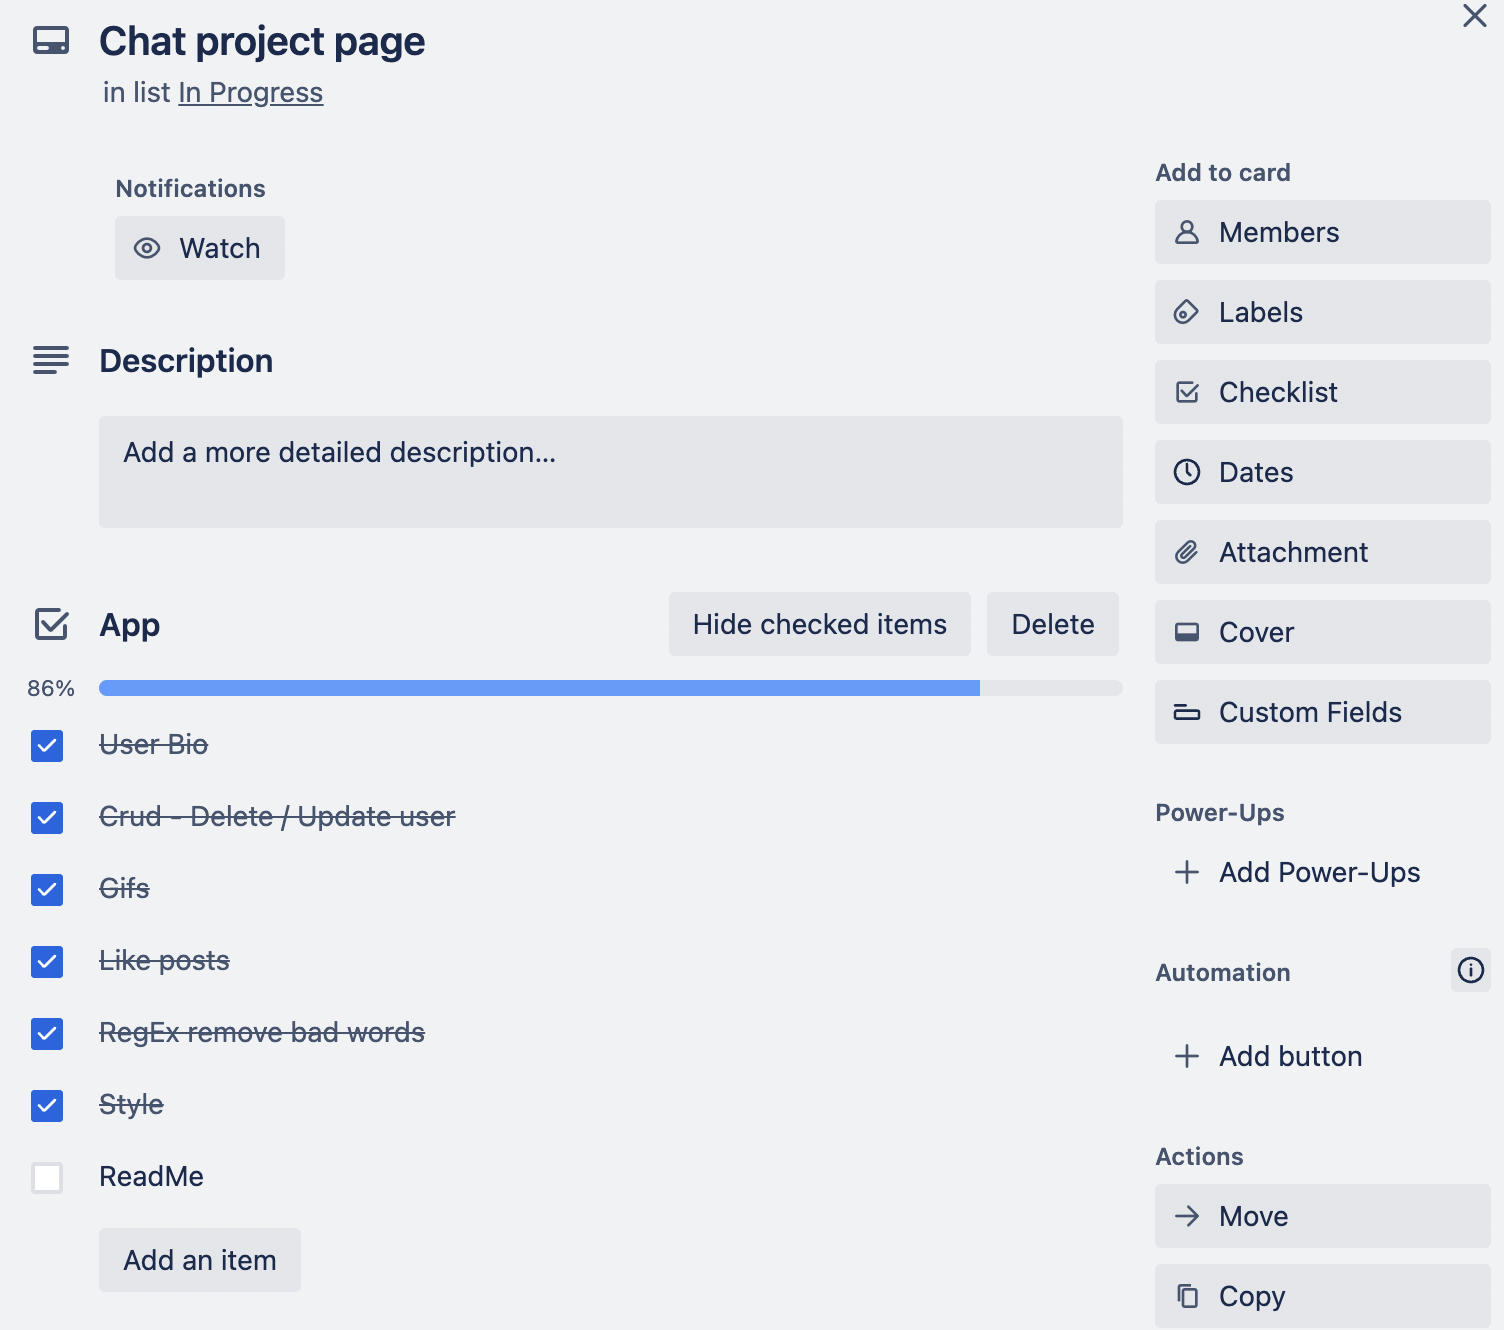 Chat project page
in list In Progress
Notifications
Watch
Description
Add a more detailed description...
App
Hide checked items
Delete
86%
User Bio
Crud - Delete / Update user
Gifs
Like posts
RegEx remove bad words
Style
ReadMe
Add an item
Add to card
Members
Labels
Checklist
Dates
Attachment
Cover
Custom Fields
Power-Ups
Add Power-Ups
Automation
Add button
Actions
Move
Copy